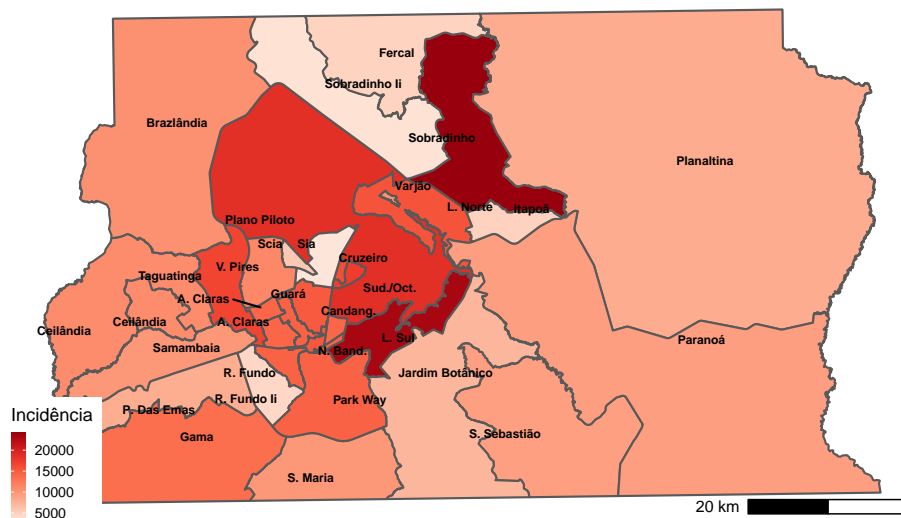 Fercal
Sobradinho Ii
Brazlândia
Sobradinho
Planaltina
Varjão
L. Norte
Itapoã
Plano Piloto
Scia
Sia
Cruzeiro
V. Pires
Taguatinga
Guará
Sud./Oct.
A. Claras
Candang.
Ceilândia
Ceilândia
A. Claras
L. Sul
Paranoá
Samambaia
N. Band.
R. Fundo
Jardim Botânico
R. Fundo Ii
Park Way
P. Das Emas
Gama
S. Sebastião
S. Maria
Incidência
20000
15000
10000
5000
20 km